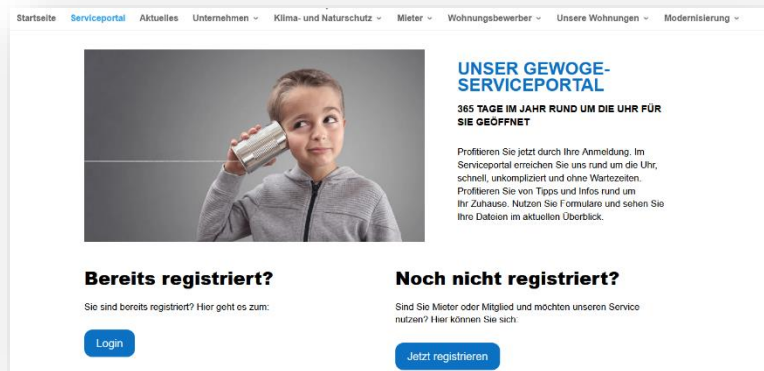 Startseite Serviceportal Aktuelles Unternehmen Klima- und Naturschutz Mieter Wohnungsbewerber Unsere Wohnungen Modernisierung
UNSER GEWOGE-
SERVICEPORTAL
365 TAGE IM JAHR RUND UM DIE UHR FÜR
SIE GEÖFFNET
Profitieren Sie jetzt durch Ihre Anmeldung. Im
Serviceportal erreichen Sie uns rund um die Uhr,
schnell, unkompliziert und ohne Wartezeiten.
Profitieren Sie von Tipps und Infos rund um
Ihr Zuhause. Nutzen Sie Formulare und sehen Sie
Ihre Dateien im aktuellen Überblick.
Bereits registriert?
Sie sind bereits registriert? Hier geht es zum:
Login
Noch nicht registriert?
Sind Sie Mieter oder Mitglied und möchten unseren Service
nutzen? Hier können Sie sich:
Jetzt registrieren